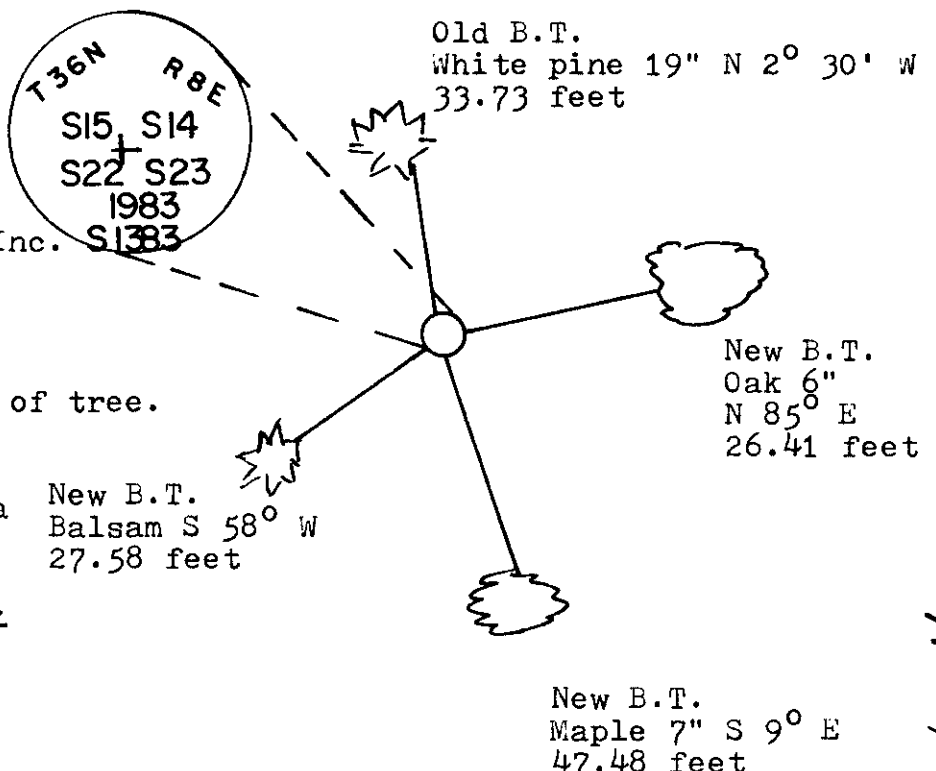 T36N R8E
S15 S14
S22 S23
1983
S1383
Inc.
Old B.T.
White pine 19" N 2° 30' W
33.73 feet
New B.T.
Oak 6"
N 85° E
26.41 feet
of tree.
a
New B.T.
Balsam S 58° W
27.58 feet
New B.T.
Maple 7" S 9° E
47.48 feet